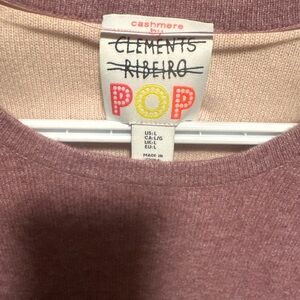 cashmere
by
CLEMENTS
RIBEIRO
POP
US:L
CA:L/G
UK:L
EU:L
MADE IN